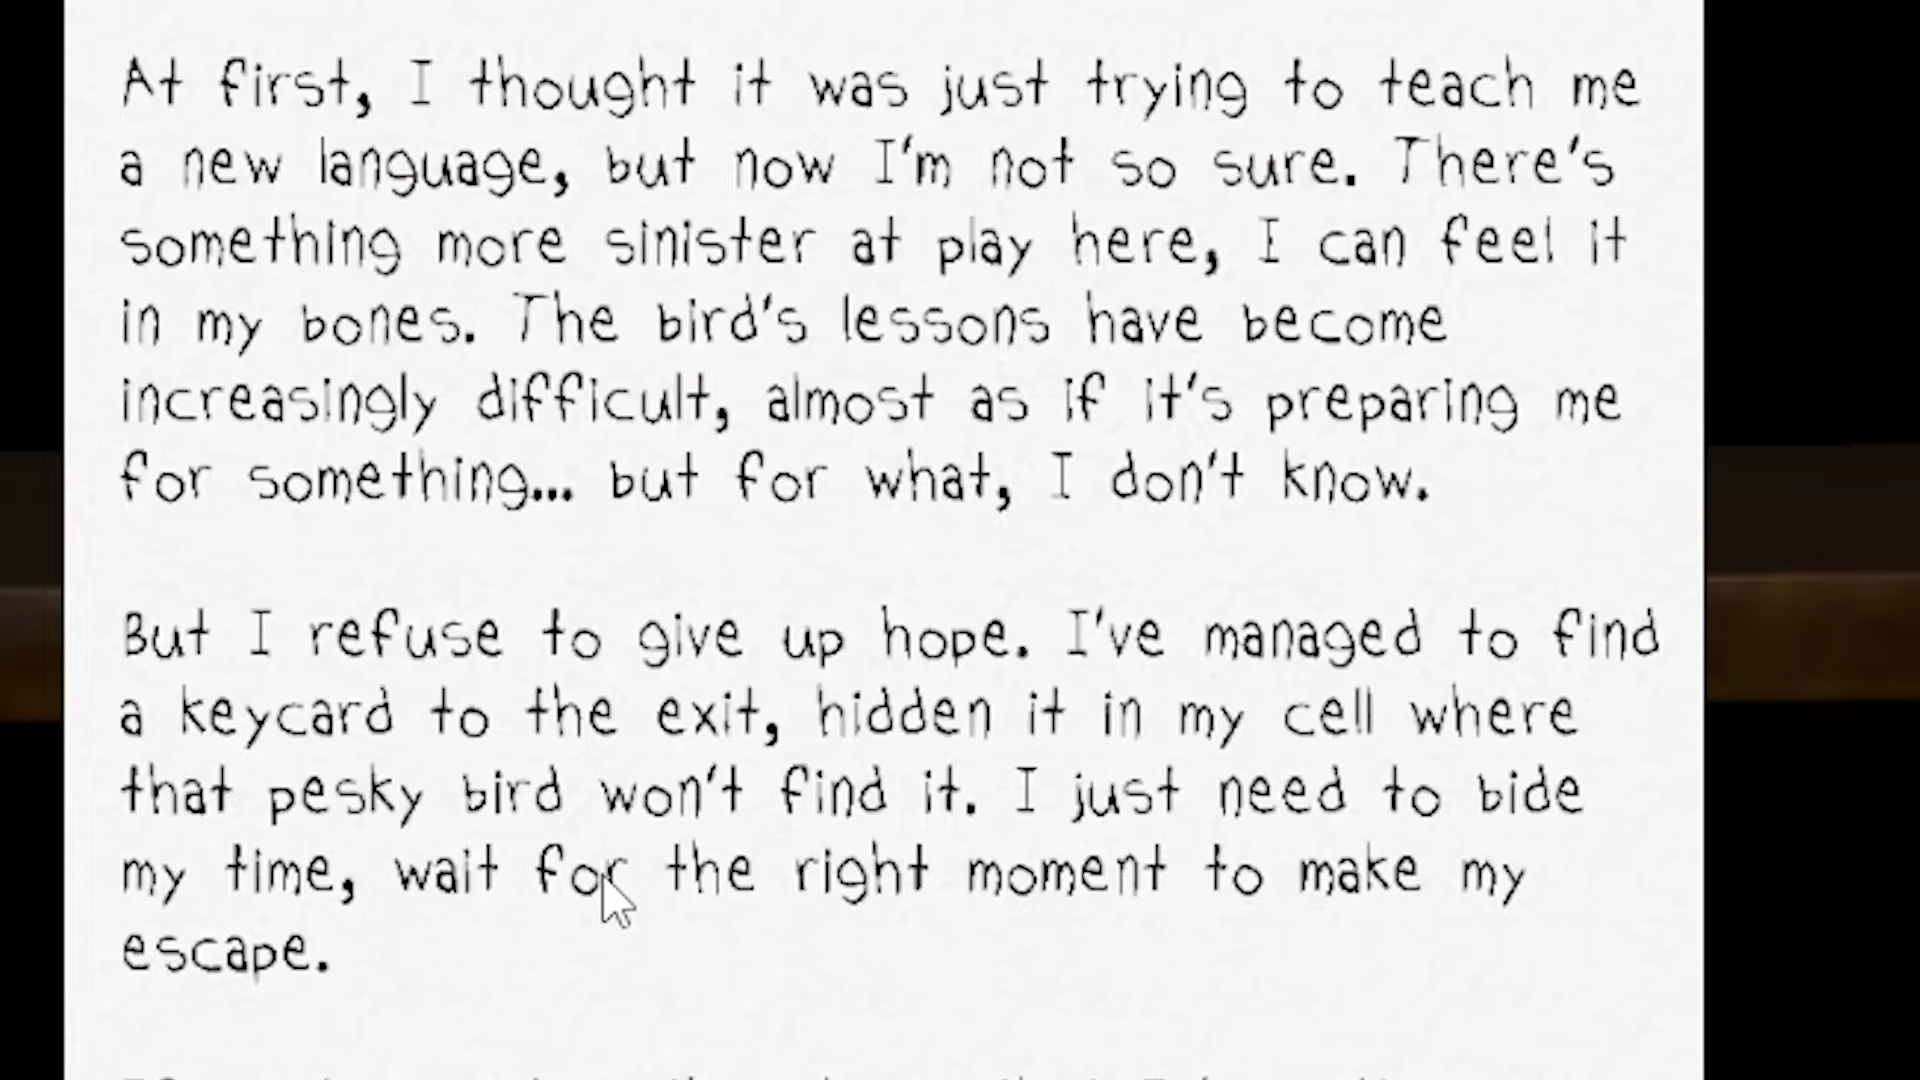 At first, I thought it was just trying to teach me
a new language, but now I'm not so sure. There's
something more sinister at play here, I can feel it
in my bones. The bird's lessons have become
increasingly difficult, almost as if it's preparing me
for something... but for what, I don't know.
But I refuse to give up hope. I've managed to find
a keycard to the exit, hidden it in my cell where
that pesky bird won't find it. I just need to bide
my time, wait for the right moment to make my
escape.